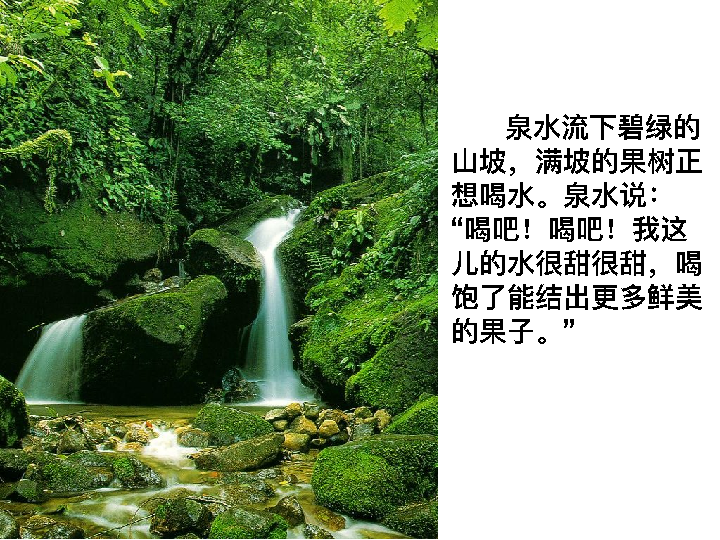 泉水流下碧绿的
山坡，满坡的果树正
想喝水。泉水说：
“喝吧！喝吧！我这
儿的水很甜很甜，喝
饱了能结出更多鲜美
的果子。”